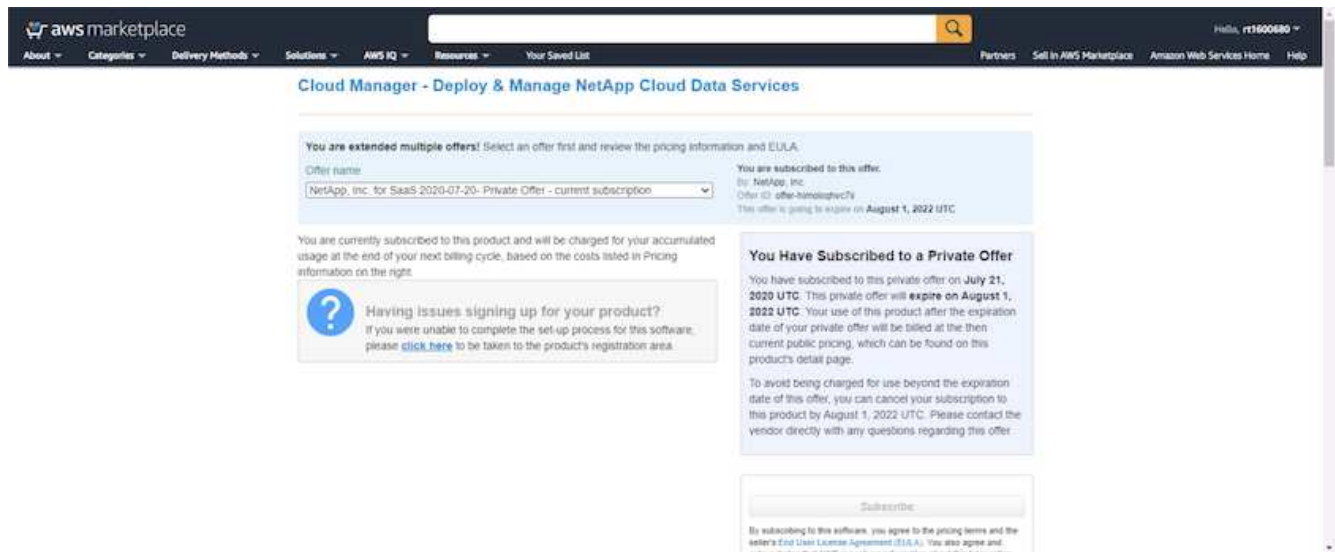 aws marketplace
Hello, rt1600680
About
Categories
Delivery Methods
Solutions
AWS IQ
Resources
Your Saved List
Partners
Sell in AWS Marketplace
Amazon Web Services Home
Help
Cloud Manager - Deploy & Manage NetApp Cloud Data Services
You are extended multiple offers! Select an offer first and review the pricing information and EULA.
Offer name
NetApp, Inc. for SaaS 2020-07-20- Private Offer - current subscription
You are subscribed to this offer.
By: NetApp, Inc.
Offer ID:
This offer is going to expire on August 1, 2022 UTC
You are currently subscribed to this product and will be charged for your accumulated
usage at the end of your next billing cycle, based on the costs listed in Pricing
information on the right.
Having issues signing up for your product?
If you were unable to complete the set-up process for this software,
please click here to be taken to the product's registration area.
You Have Subscribed to a Private Offer
You have subscribed to this private offer on July 21,
2020 UTC. This private offer will expire on August 1,
2022 UTC. Your use of this product after the expiration
date of your private offer will be billed at the then
current public pricing, which can be found on this
product's detail page.
To avoid being charged for use beyond the expiration
date of this offer, you can cancel your subscription to
this product by August 1, 2022 UTC. Please contact the
vendor directly with any questions regarding this offer.
Subscribe
By subscribing to this software, you agree to the pricing terms and the
seller's End User License Agreement (EULA). You also agree and